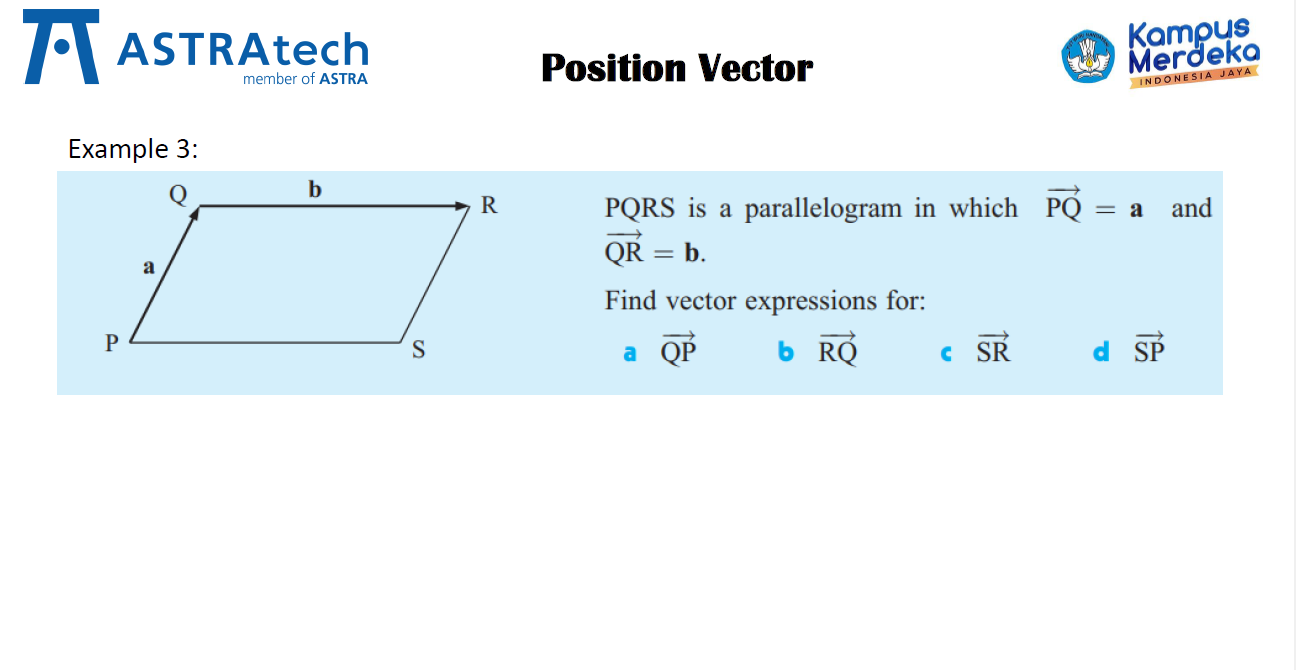 ASTRAtech
member of ASTRA
Position Vector
Kampus
Merdeka
INDONESIA JAYA
Example 3:
Q
b
R
a
P
S
PQRS is a parallelogram in which PQ⃗ = a and
QR⃗ = b.
Find vector expressions for:
a QP⃗ b RQ⃗ c SR⃗ d SP⃗